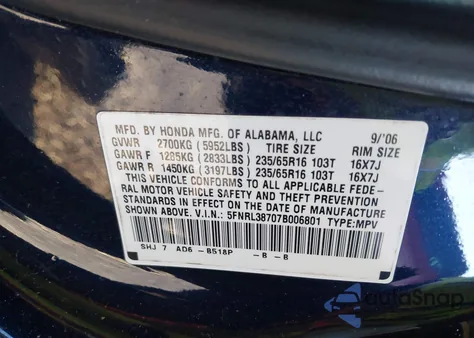 MFD. BY HONDA MFG. OF ALABAMA, LLC 9/'06
GVWR 2700KG (5952LBS) TIRE SIZE RIM SIZE
GAWR F 1285KG (2833LBS) 235/65R16 103T 16X7J
GAWR R 1450KG (3197LBS) 235/65R16 103T 16X7J
THIS VEHICLE CONFORMS TO ALL APPLICABLE FEDE-
RAL MOTOR VEHICLE SAFETY AND THEFT PREVENTION
STANDARDS IN EFFECT ON THE DATE OF MANUFACTURE
SHOWN ABOVE. V.I.N.: 5FNRL38707B006801 TYPE:MPV
SHJ 7 AD6 -B518P -B -B
autoSnap